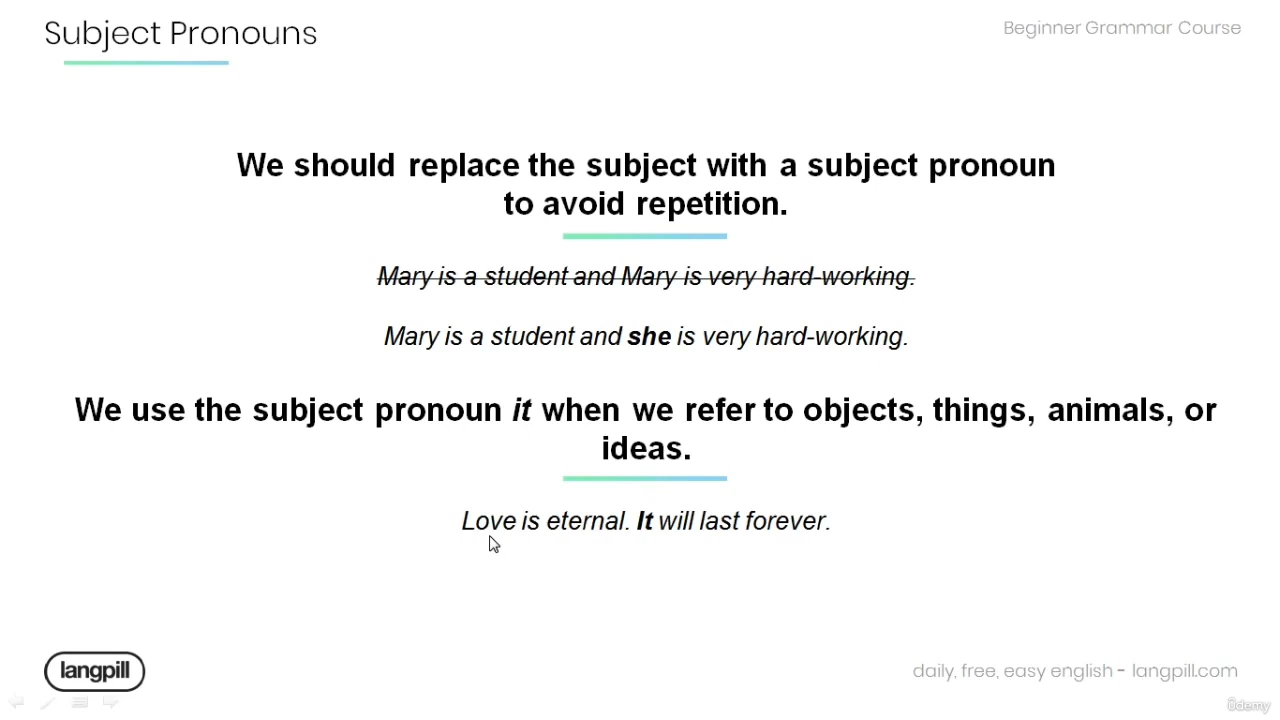 Subject Pronouns
Beginner Grammar Course
We should replace the subject with a subject pronoun
to avoid repetition.
Mary is a student and Mary is very hard-working.
Mary is a student and she is very hard-working.
We use the subject pronoun it when we refer to objects, things, animals, or
ideas.
Love is eternal. It will last forever.
langpill
daily, free, easy english - langpill.com
ûdemy